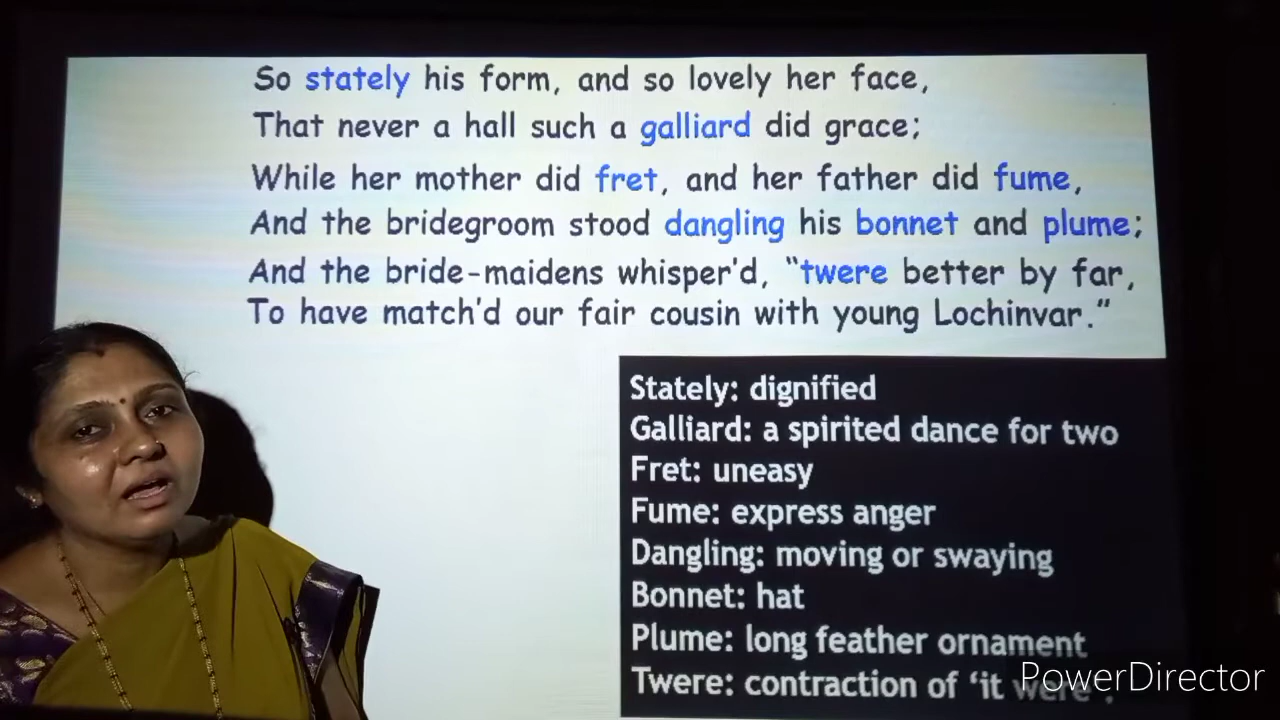 So stately his form, and so lovely her face,
That never a hall such a galliard did grace;
While her mother did fret, and her father did fume,
And the bridegroom stood dangling his bonnet and plume;
And the bride-maidens whisper'd, "twere better by far,
To have match'd our fair cousin with young Lochinvar."
Stately: dignified
Galliard: a spirited dance for two
Fret: uneasy
Fume: express anger
Dangling: moving or swaying
Bonnet: hat
Plume: long feather ornament
Twere: contraction of 'it were'.
PowerDirector